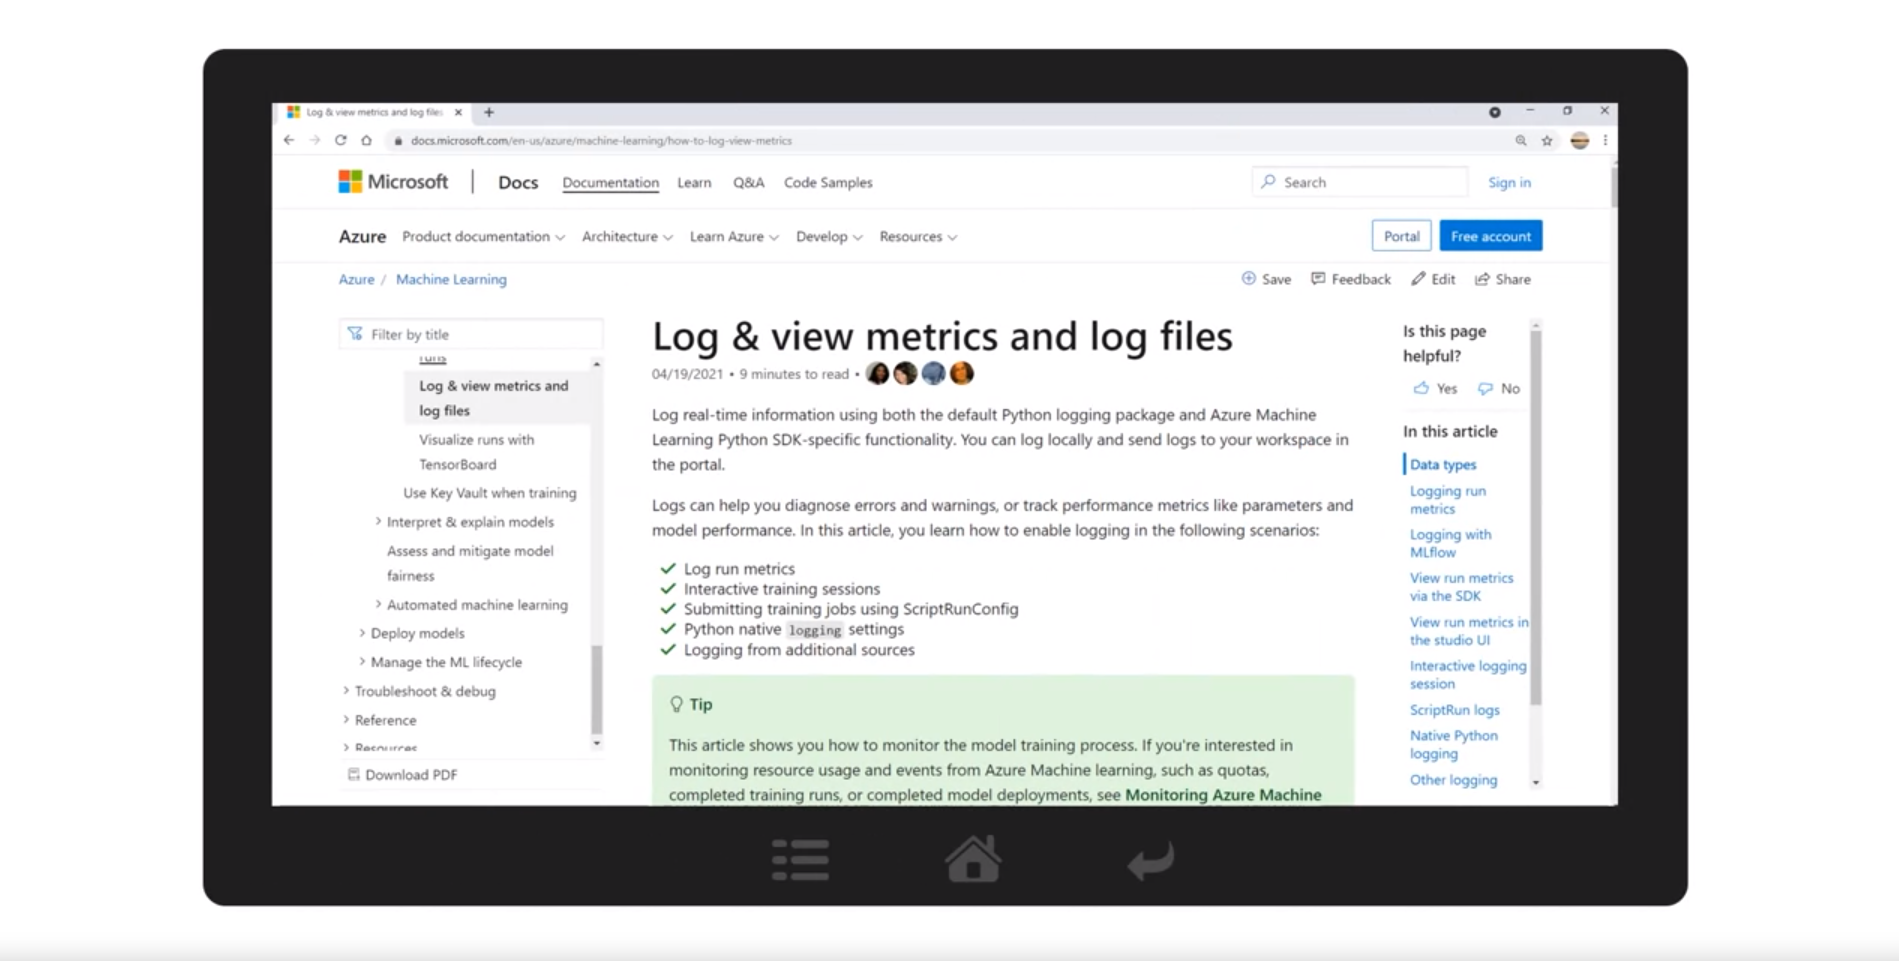 Log & view metrics and log files
docs.microsoft.com/en-us/azure/machine-learning/how-to-log-view-metrics
Microsoft Docs Documentation Learn Q&A Code Samples Search Sign in
Azure Product documentation Architecture Learn Azure Develop Resources Portal Free account
Azure / Machine Learning Save Feedback Edit Share
Filter by title
runs
Log & view metrics and
log files
Visualize runs with
TensorBoard
Use Key Vault when training
Interpret & explain models
Assess and mitigate model
fairness
Automated machine learning
Deploy models
Manage the ML lifecycle
Troubleshoot & debug
Reference
Resources
Download PDF
Log & view metrics and log files
04/19/2021 • 9 minutes to read •
Log real-time information using both the default Python logging package and Azure Machine
Learning Python SDK-specific functionality. You can log locally and send logs to your workspace in
the portal.
Logs can help you diagnose errors and warnings, or track performance metrics like parameters and
model performance. In this article, you learn how to enable logging in the following scenarios:
Log run metrics
Interactive training sessions
Submitting training jobs using ScriptRunConfig
Python native logging settings
Logging from additional sources
Tip
This article shows you how to monitor the model training process. If you're interested in
monitoring resource usage and events from Azure Machine learning, such as quotas,
completed training runs, or completed model deployments, see Monitoring Azure Machine
Is this page
helpful?
Yes No
In this article
Data types
Logging run
metrics
Logging with
MLflow
View run metrics
via the SDK
View run metrics in
the studio UI
Interactive logging
session
ScriptRun logs
Native Python
logging
Other logging